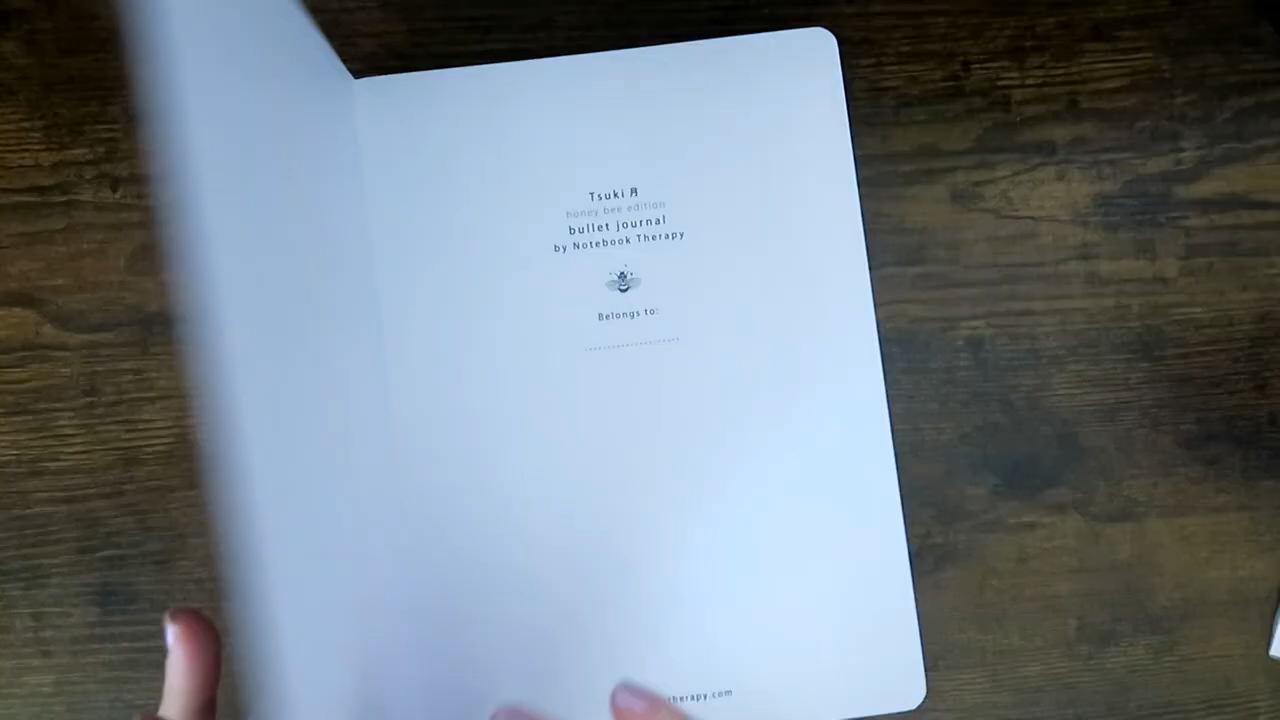 Tsuki 月
honey bee edition
bullet journal
by Notebook Therapy
Belongs to:
therapy.com